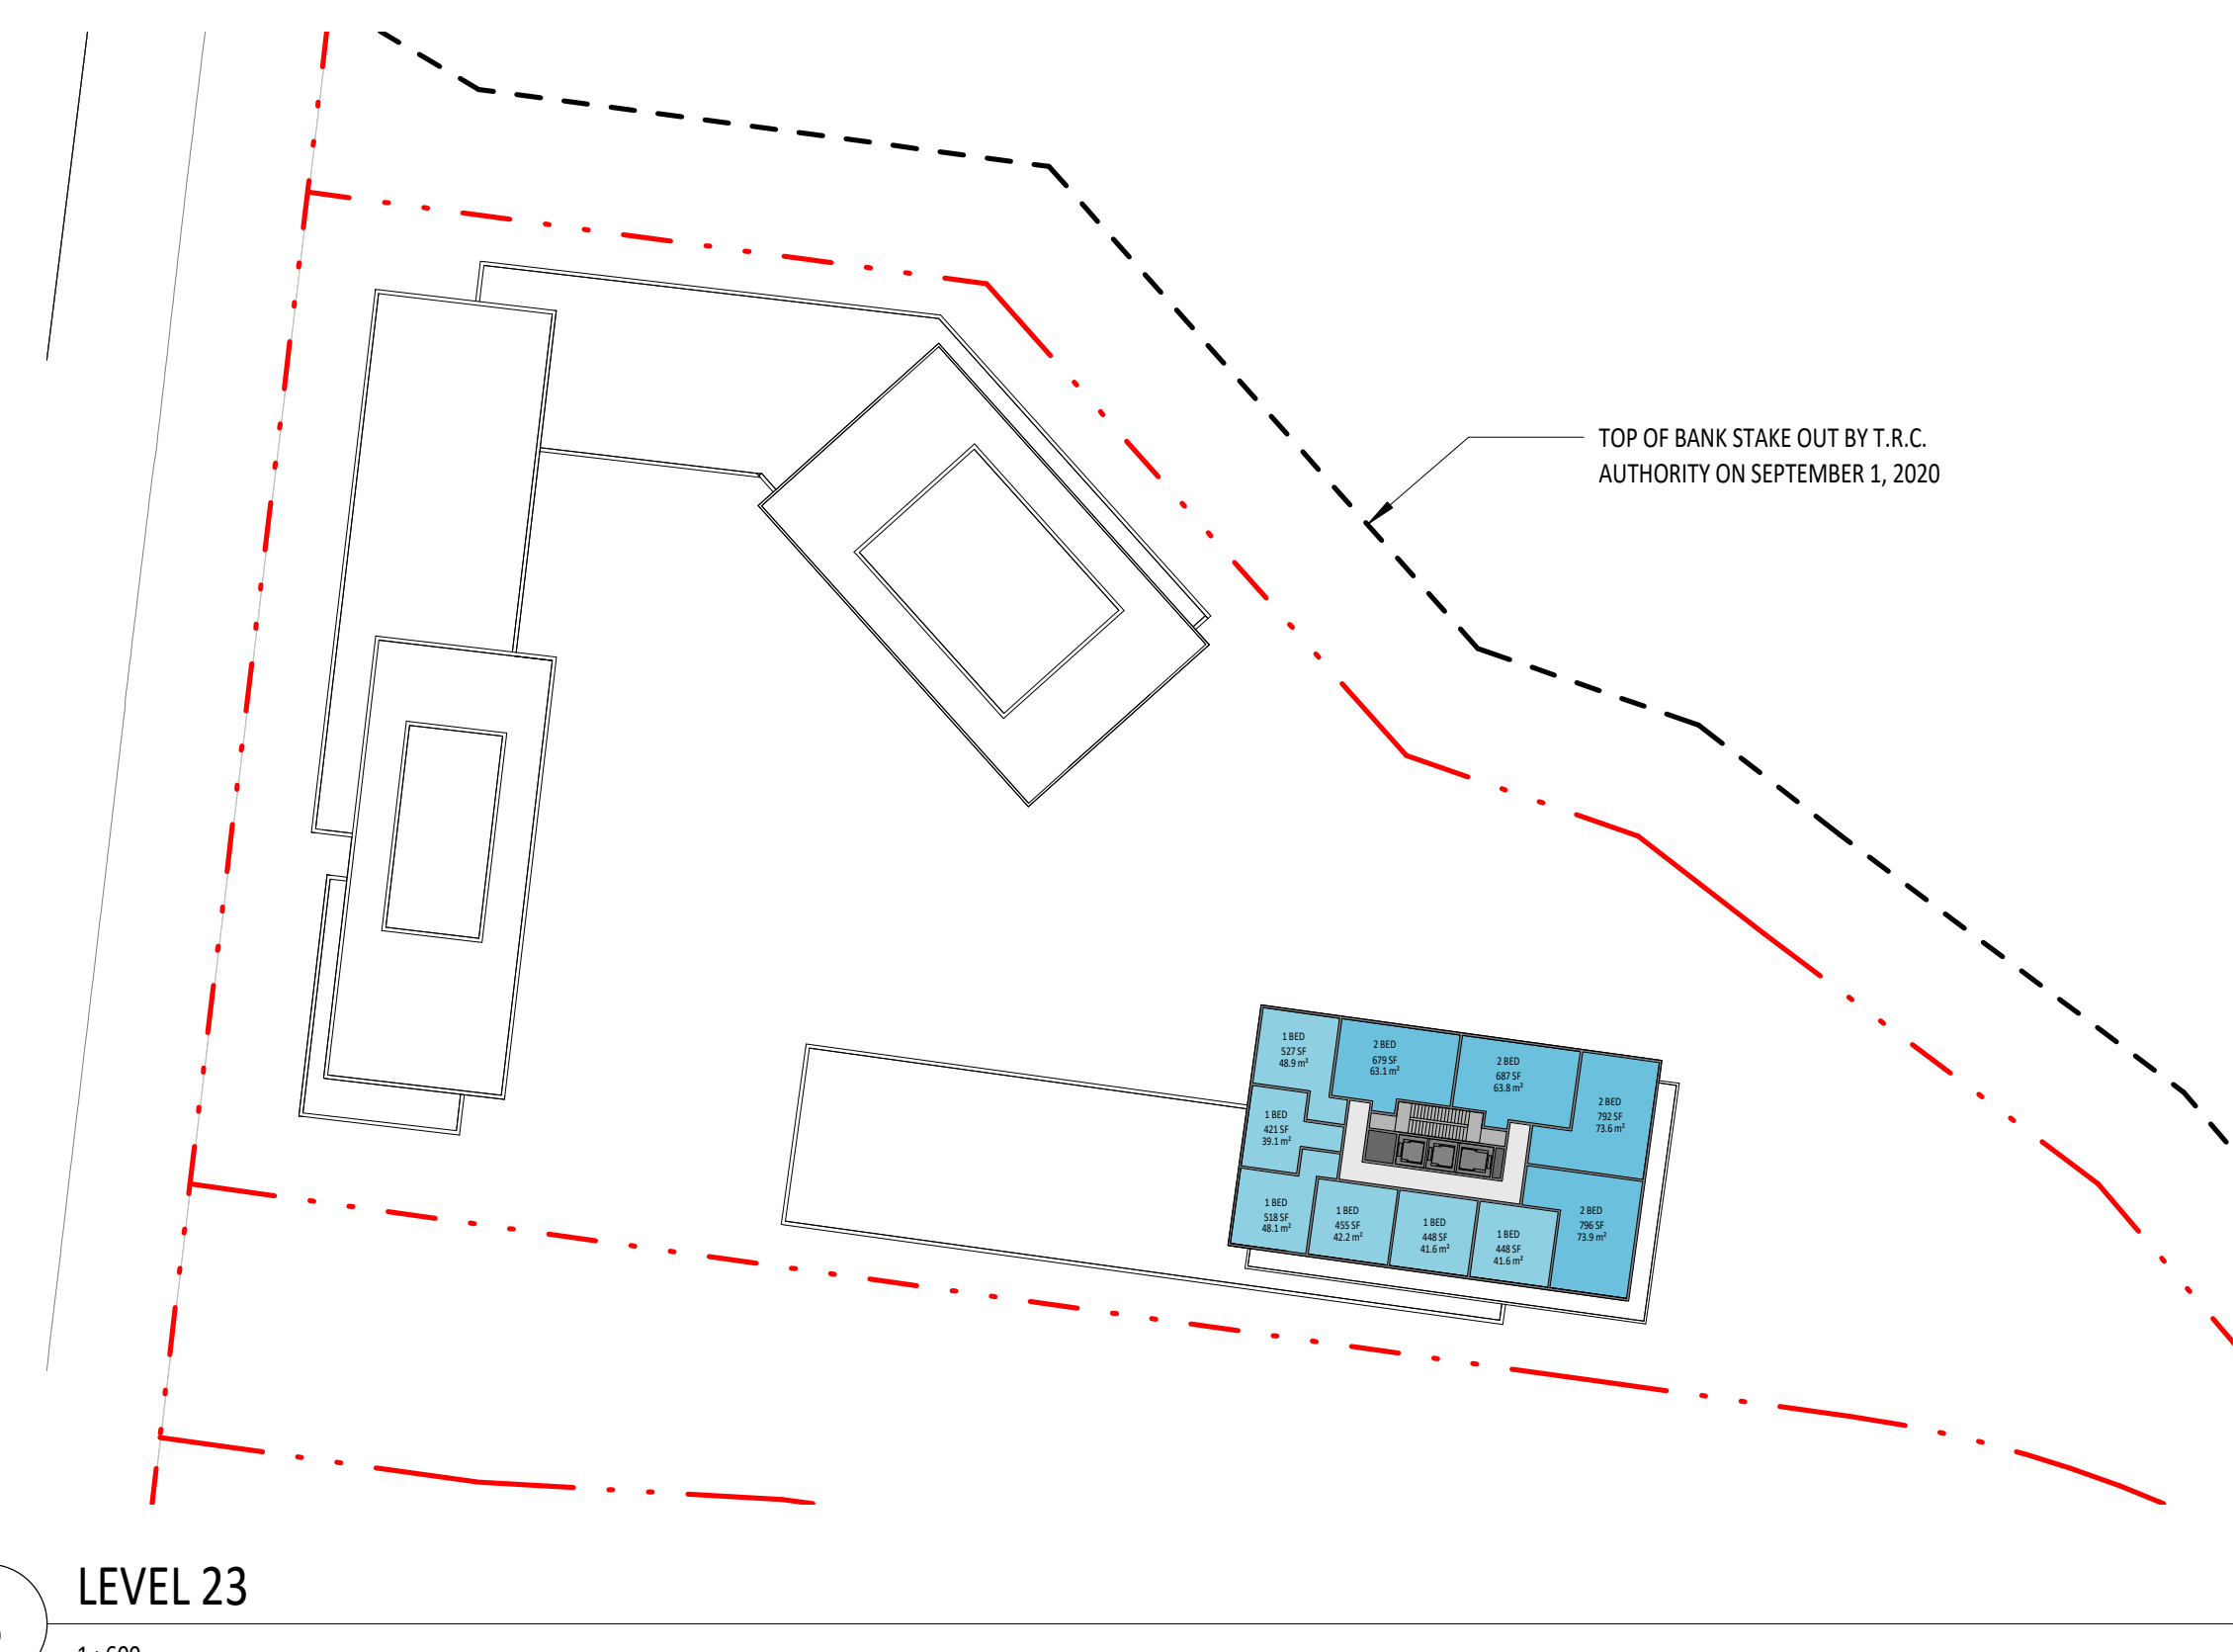 TOP OF BANK STAKE OUT BY T.R.C.
AUTHORITY ON SEPTEMBER 1, 2020
1 BED
527 SF
48.9 m²
2 BED
679 SF
63.1 m²
2 BED
687 SF
63.8 m²
2 BED
792 SF
73.6 m²
1 BED
421 SF
39.1 m²
1 BED
518 SF
48.1 m²
1 BED
455 SF
42.2 m²
1 BED
448 SF
41.6 m²
1 BED
448 SF
41.6 m²
2 BED
796 SF
73.9 m²
LEVEL 23
1 : 600